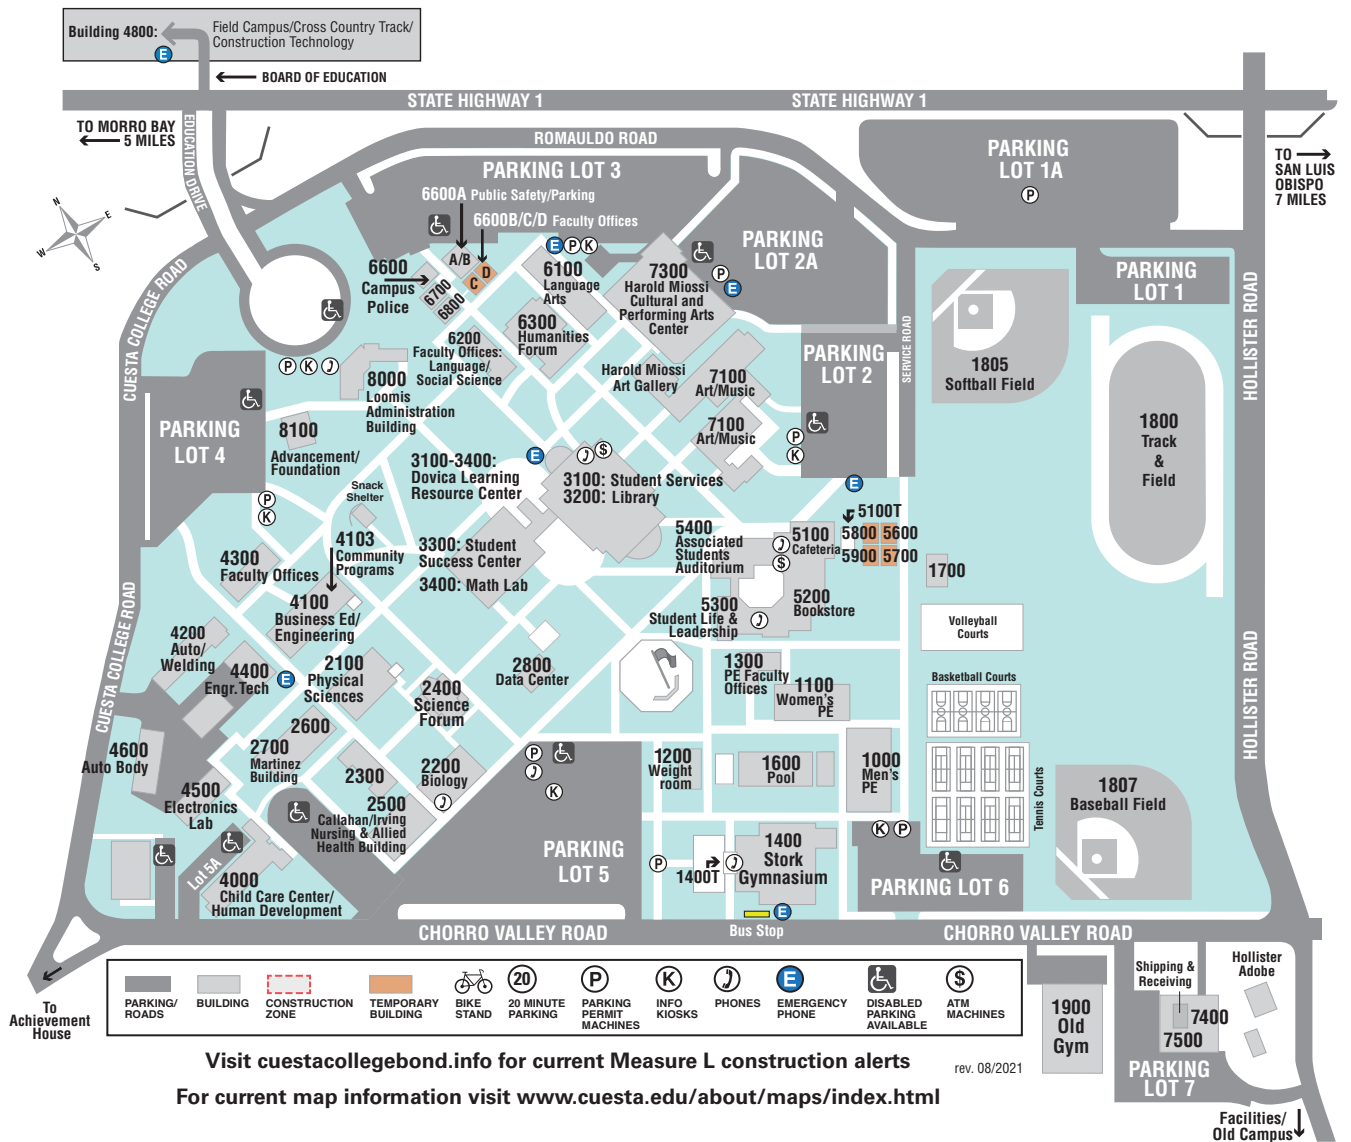 Building 4800:
Field Campus/Cross Country Track/
Construction Technology
E
BOARD OF EDUCATION
STATE HIGHWAY 1
STATE HIGHWAY 1
TO MORRO BAY
5 MILES
EDUCATION DRIVE
ROMAULDO ROAD
TO
SAN LUIS
OBISPO
7 MILES
PARKING
LOT 1A
P
PARKING LOT 3
6600A Public Safety/Parking
6600B/C/D Faculty Offices
N
E
W
S
A/B
D
C
E P K
6600
Campus
Police
6700
6800
6100
Language
Arts
7300
Harold Miossi
Cultural and
Performing Arts
Center
P
E
PARKING
LOT 2A
PARKING
LOT 1
HOLLISTER ROAD
CUESTA COLLEGE ROAD
6300
Humanities
Forum
6200
Faculty Offices:
Language/
Social Science
Harold Miossi
Art Gallery
7100
Art/Music
7100
Art/Music
PARKING
LOT 2
SERVICE ROAD
1805
Softball Field
P K
8000
Loomis
Administration
Building
8100
Advancement/
Foundation
PARKING
LOT 4
P
K
P
K
1800
Track
&
Field
3100-3400:
Dovica Learning
Resource Center
E
$
3100: Student Services
3200: Library
Snack
Shelter
E
5100T
5800
5600
5900
5700
4103
Community
Programs
3300: Student
Success Center
3400: Math Lab
5400
Associated
Students
Auditorium
5100
Cafeteria
$
1700
4300
Faculty Offices
4100
Business Ed/
Engineering
5300
Student Life &
Leadership
5200
Bookstore
Volleyball
Courts
CUESTA COLLEGE ROAD
4200
Auto/
Welding
4400
Engr.Tech
E
2100
Physical
Sciences
2400
Science
Forum
2800
Data Center
1300
PE Faculty
Offices
1100
Women's
PE
Basketball Courts
HOLLISTER ROAD
4600
Auto Body
2600
2700
Martinez
Building
2300
2200
Biology
P
K
1200
Weight
room
1600
Pool
1000
Men's
PE
Tennis Courts
1807
Baseball Field
4500
Electronics
Lab
2500
Callahan/Irving
Nursing & Allied
Health Building
PARKING
LOT 5
K P
Lot 5A
4000
Child Care Center/
Human Development
P
1400T
1400
Stork
Gymnasium
PARKING LOT 6
E
Bus Stop
CHORRO VALLEY ROAD
CHORRO VALLEY ROAD
To
Achievement
House
PARKING/
ROADS
BUILDING
CONSTRUCTION
ZONE
TEMPORARY
BUILDING
BIKE
STAND
20
20 MINUTE
PARKING
P
PARKING
PERMIT
MACHINES
K
INFO
KIOSKS
PHONES
E
EMERGENCY
PHONE
DISABLED
PARKING
AVAILABLE
$
ATM
MACHINES
1900
Old
Gym
Shipping &
Receiving
7400
7500
Hollister
Adobe
PARKING
LOT 7
Facilities/
Old Campus
Visit cuestacollegebond.info for current Measure L construction alerts
rev. 08/2021
For current map information visit www.cuesta.edu/about/maps/index.html